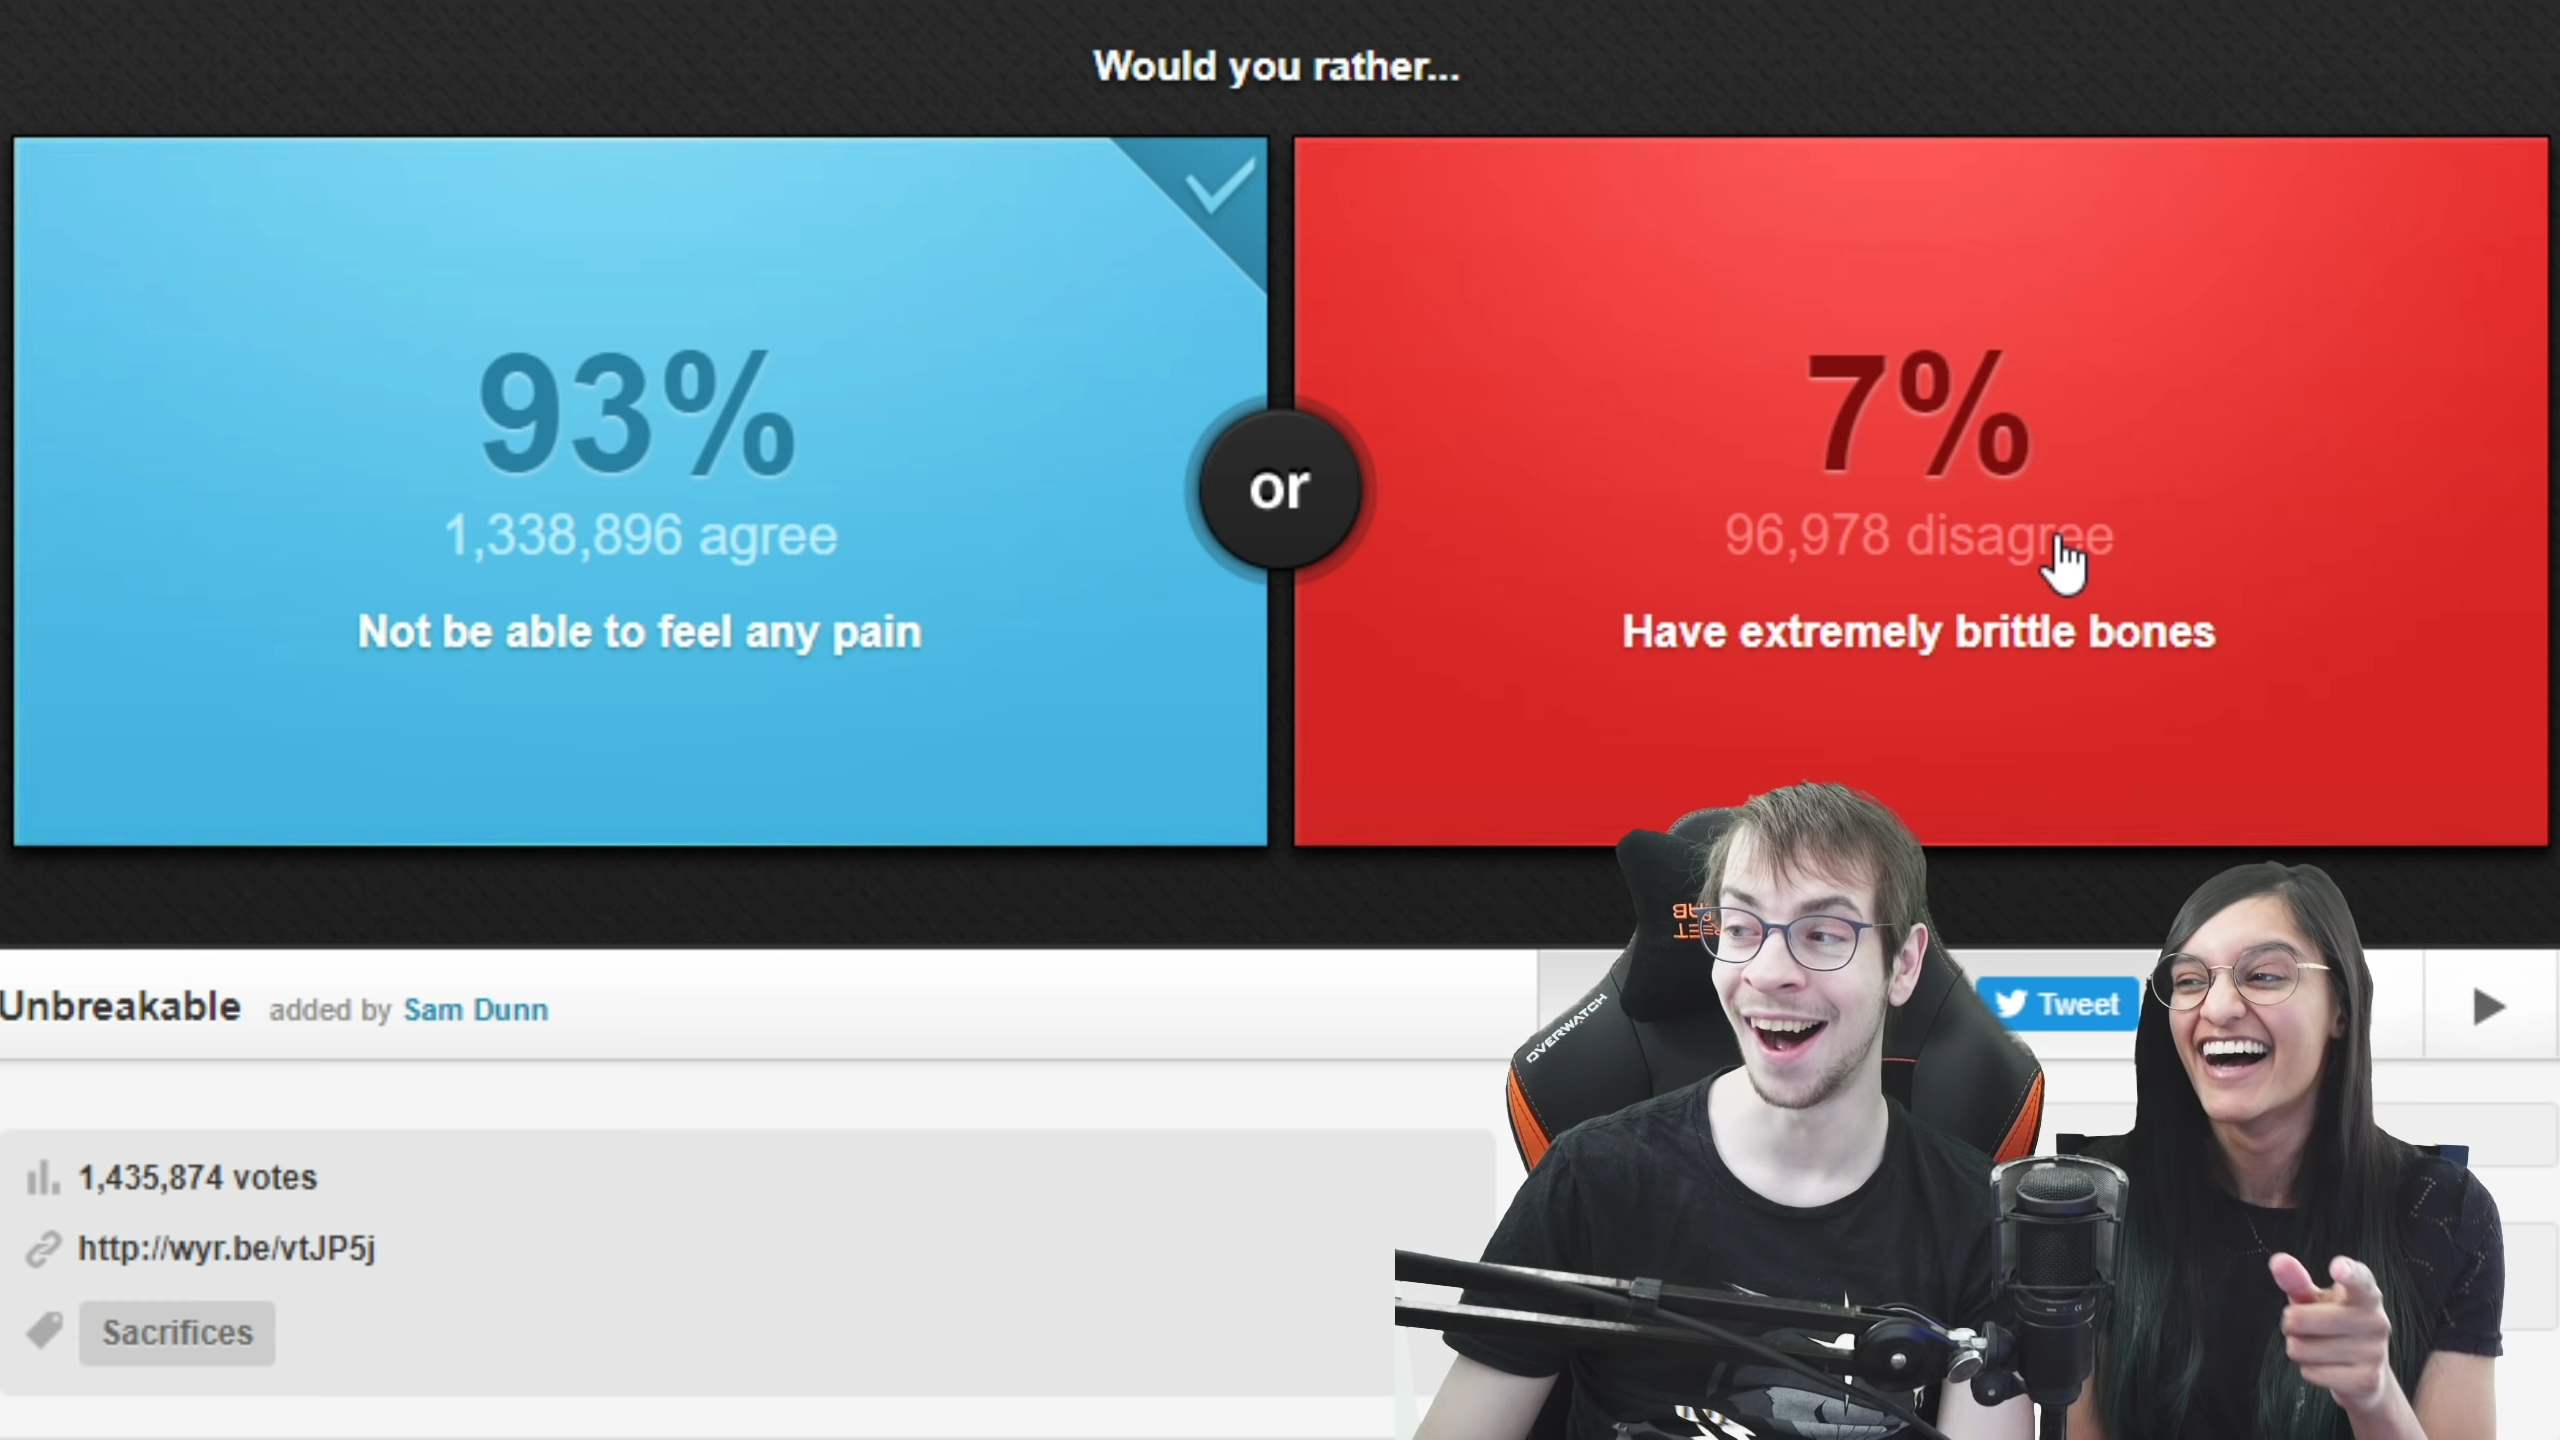 Would you rather...
93%
1,338,896 agree
Not be able to feel any pain
or
7%
96,978 disagree
Have extremely brittle bones
Unbreakable added by Sam Dunn
Tweet
OVERWATCH
1,435,874 votes
http://wyr.be/vtJP5j
Sacrifices